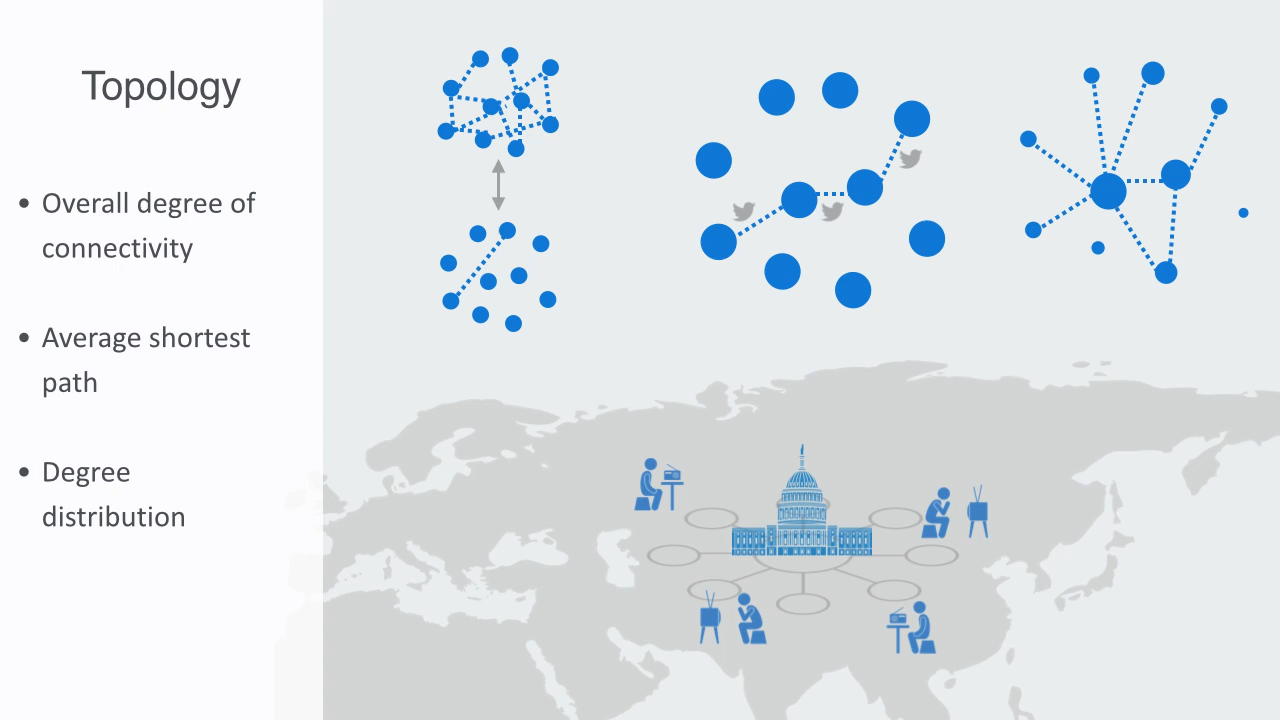 Topology
• Overall degree of
connectivity
• Average shortest
path
• Degree
distribution